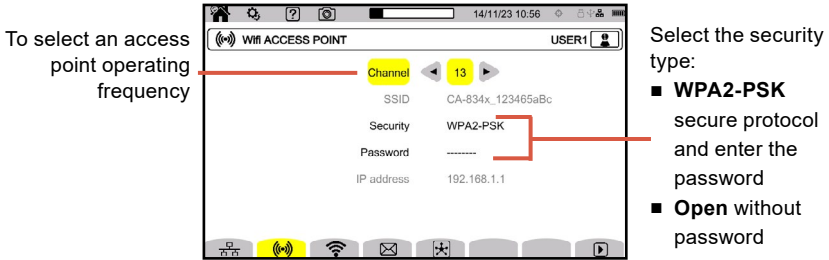 14/11/23 10:56
Wifi ACCESS POINT USER1
Channel 13
SSID CA-834x_123465aBc
Security WPA2-PSK
Password --------
IP address 192.168.1.1
To select an access
point operating
frequency
Select the security
type:
■ WPA2-PSK
secure protocol
and enter the
password
■ Open without
password